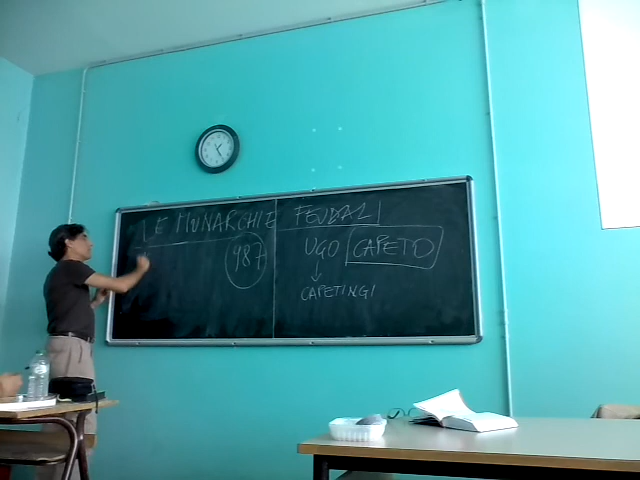 LE MONARCHIE FEUDALI
987
UGO CAPETO
↓
CAPETINGI